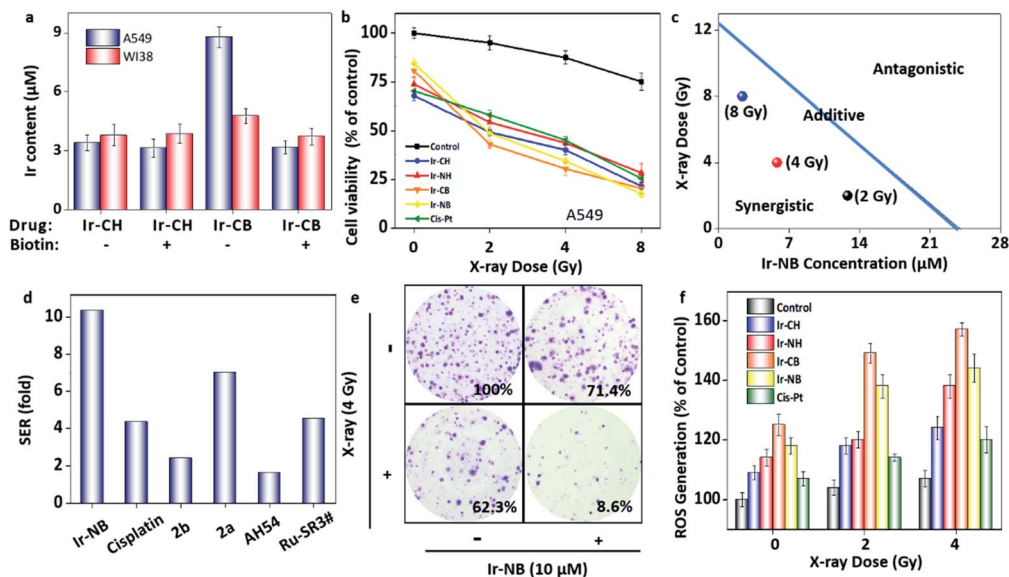 a
Ir content (μM)
9
6
3
0
A549
WI38
Drug: Ir-CH Ir-CH Ir-CB Ir-CB
Biotin: - + - +
b
Cell viability (% of control)
100
75
50
25
0
Control
Ir-CH
Ir-NH
Ir-CB
Ir-NB
Cis-Pt
A549
0 2 4 8
X-ray Dose (Gy)
c
X-ray Dose (Gy)
12
8
4
0
Antagonistic
Additive
(8 Gy)
(4 Gy)
(2 Gy)
Synergistic
0 7 14 21 28
Ir-NB Concentration (μM)
d
SER (fold)
10
8
6
4
2
0
Ir-NB Cisplatin 2b 2a AH54 Ru-SR3#
e
X-ray (4 Gy)
-
+
100%
71.4%
62.3%
8.6%
- +
Ir-NB (10 μM)
f
ROS Generation (% of Control)
160
140
120
100
Control
Ir-CH
Ir-NH
Ir-CB
Ir-NB
Cis-Pt
0 2 4
X-ray Dose (Gy)